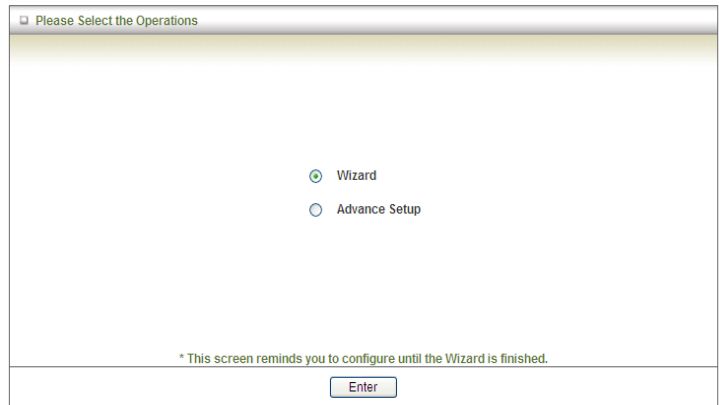 Please Select the Operations
Wizard
Advance Setup
* This screen reminds you to configure until the Wizard is finished.
Enter